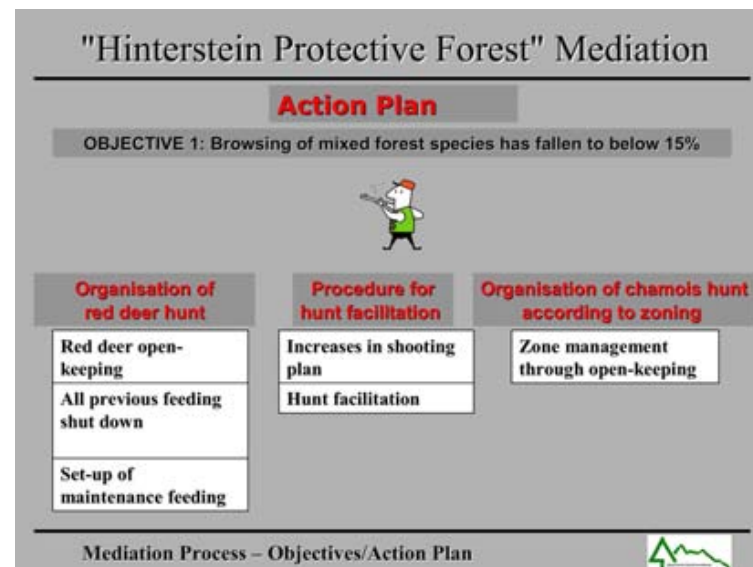 "Hinterstein Protective Forest" Mediation
Action Plan
OBJECTIVE 1: Browsing of mixed forest species has fallen to below 15%
Organisation of
red deer hunt
Red deer open-
keeping
All previous feeding
shut down
Set-up of
maintenance feeding
Procedure for
hunt facilitation
Increases in shooting
plan
Hunt facilitation
Organisation of chamois hunt
according to zoning
Zone management
through open-keeping
Mediation Process – Objectives/Action Plan